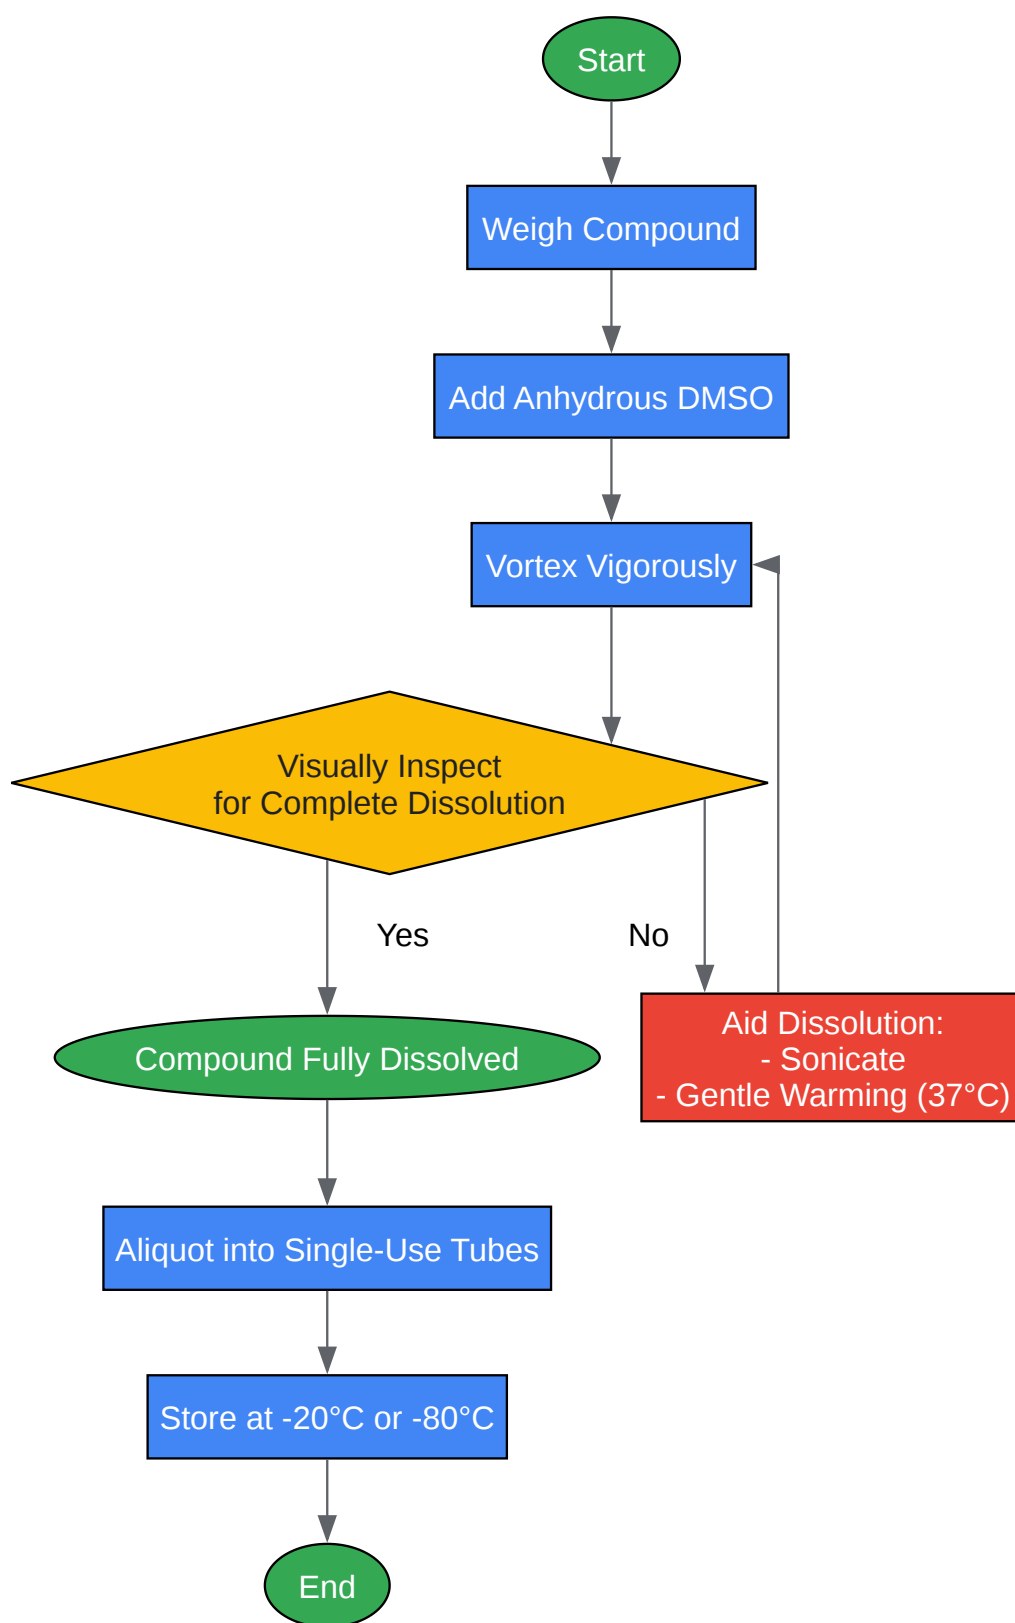 Start
Weigh Compound
Add Anhydrous DMSO
Vortex Vigorously
Visually Inspect
for Complete Dissolution
Yes
No
Compound Fully Dissolved
Aid Dissolution:
- Sonicate
- Gentle Warming (37°C)
Aliquot into Single-Use Tubes
Store at -20°C or -80°C
End